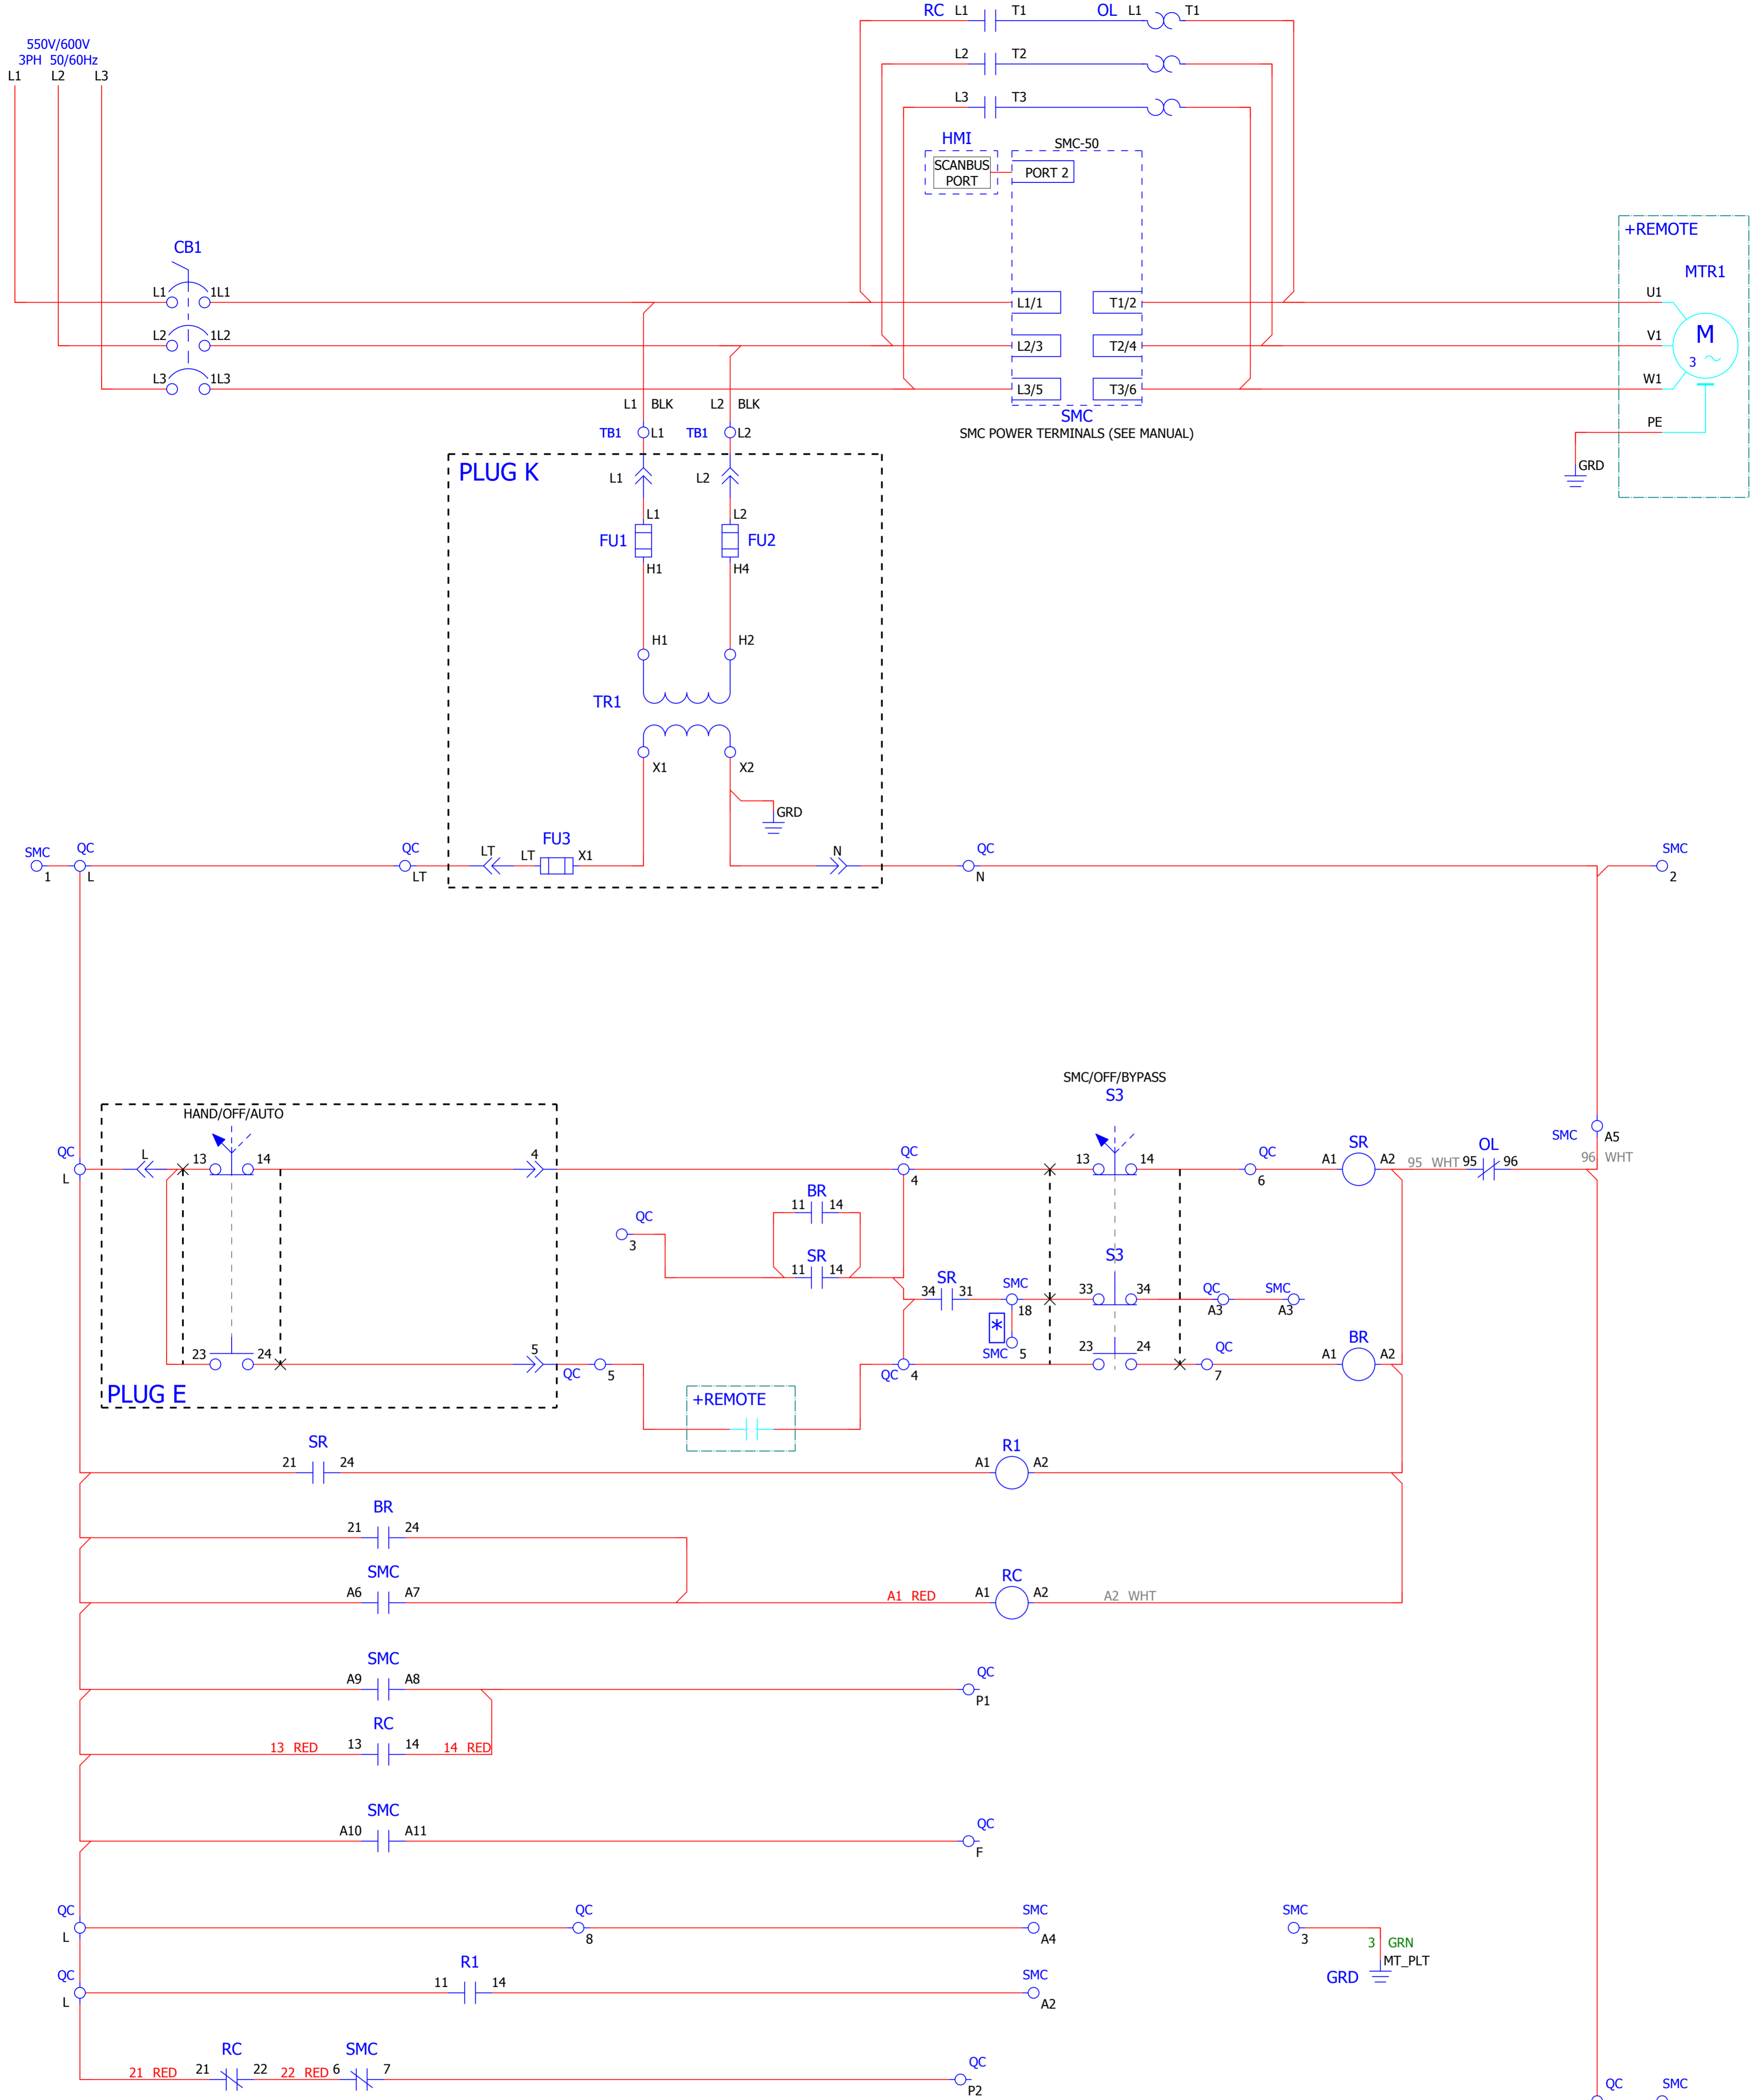 RC L1 T1 OL L1 T1
550V/600V
3PH 50/60Hz
L1 L2 L3
L2 T2
L3 T3
HMI
SMC-50
SCANBUS
PORT
PORT 2
+REMOTE
CB1
MTR1
L1 1L1 L1/1 T1/2 U1
L2 1L2 L2/3 T2/4 V1
M
3
L3 1L3 L3/5 T3/6 W1
L1 BLK L2 BLK
SMC
SMC POWER TERMINALS (SEE MANUAL)
TB1 L1 TB1 L2
PE
GRD
PLUG K
L1 L2
L1 L2
FU1 FU2
H1 H4
H1 H2
TR1
X1 X2
GRD
FU3
SMC QC QC LT LT X1 N QC SMC
1 L LT N 2
SMC/OFF/BYPASS
S3
HAND/OFF/AUTO
SMC A5
QC L 13 14 4 QC 13 14 QC SR A1 A2 95 WHT 95 OL 96 96 WHT
L 4 6
BR
11 14
QC
3
SR
11 14
S3
SR
34 31 SMC 33 34 QC SMC
18 A3 A3
*
SMC 5
BR
23 24 5 QC 5 QC 4 23 24 QC A1 A2
7
PLUG E
+REMOTE
SR
21 24
R1
A1 A2
BR
21 24
SMC
A6 A7
RC
A1 RED A1 A2 A2 WHT
SMC
A9 A8
QC
P1
RC
13 RED 13 14 14 RED
SMC
A10 A11
QC
F
QC QC SMC SMC
L 8 A4 3
3 GRN
MT_PLT
GRD
QC R1 SMC
L 11 14 A2
RC SMC
21 RED 21 22 22 RED 6 7
QC
P2
QC SMC